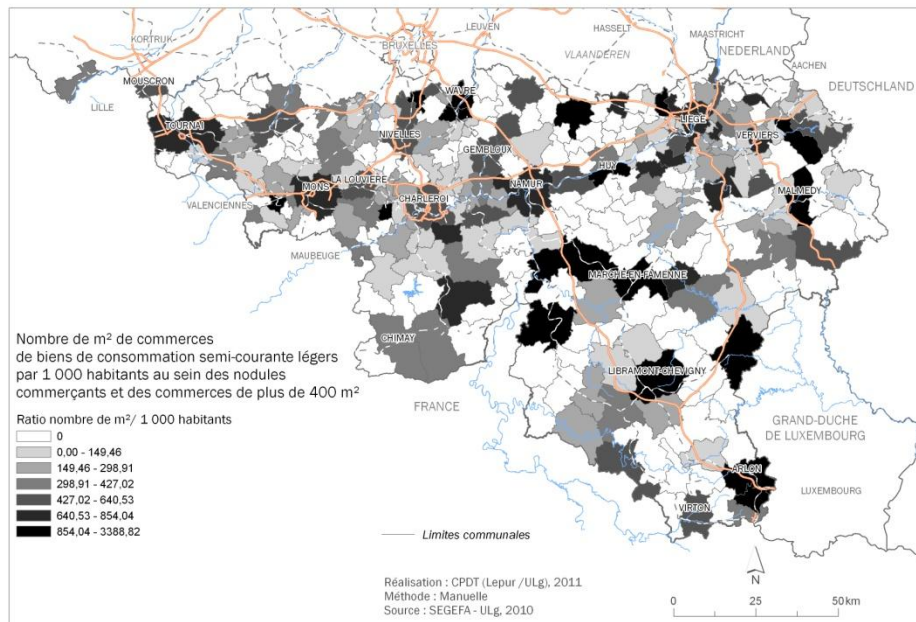 KORTRIJK
BRUXELLES
LEUVEN
HASSELT
MAASTRICHT
VLAANDEREN
NEDERLAND
AACHEN
DEUTSCHLAND
MOUSCRON
LILLE
TOURNAI
WAVRE
LIEGE
VERVIERS
NIVELLES
GEMBLOUX
HUY
LA LOUVIERE
MONS
NAMUR
VALENCIENNES
CHARLEROI
MALMEDY
MAUBEUGE
MARCHE-EN-FAMENNE
CHIMAY
LIBRAMONT-CHEVIGNY
FRANCE
GRAND-DUCHE
DE LUXEMBOURG
ARLON
LUXEMBOURG
VIRTON
Nombre de m² de commerces
de biens de consommation semi-courante légers
par 1 000 habitants au sein des nodules
commerçants et des commerces de plus de 400 m²
Ratio nombre de m²/ 1 000 habitants
0
0,00 - 149,46
149,46 - 298,91
298,91 - 427,02
427,02 - 640,53
640,53 - 854,04
854,04 - 3388,82
Limites communales
Réalisation : CPDT (Lepur /ULg), 2011
Méthode : Manuelle
Source : SEGEFA - ULg, 2010
N
0 25 50 km